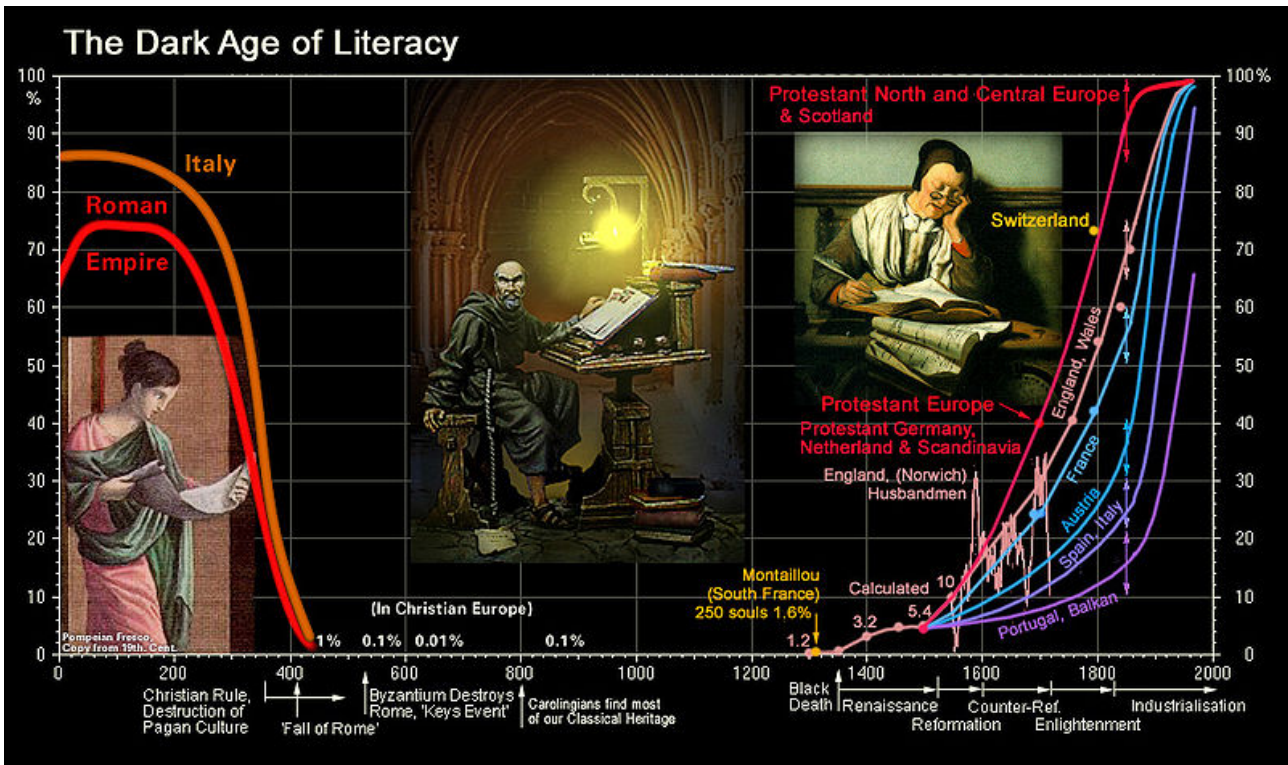 The Dark Age of Literacy
100
%
90
80
70
60
50
40
30
20
10
0
100%
90
80
70
60
50
40
30
20
10
0
Italy
Roman
Empire
Pompeian Fresco,
Copy from 19th. Cent.
(In Christian Europe)
1%
0.1%
0.01%
0.1%
Protestant North and Central Europe
& Scotland
Switzerland
Protestant Europe
Protestant Germany,
Netherland & Scandinavia
England, (Norwich)
Husbandmen
England, Wales
France
Austria
Spain, Italy
Portugal, Balkan
Montaillou
(South France)
250 souls 1.6%
Calculated
1.2
3.2
5.4
10
0
200
400
600
800
1000
1200
1400
1600
1800
2000
Christian Rule,
Destruction of
Pagan Culture
'Fall of Rome'
Byzantium Destroys
Rome, 'Keys Event'
Carolingians find most
of our Classical Heritage
Black
Death
Renaissance
Reformation
Counter-Ref.
Enlightenment
Industrialisation